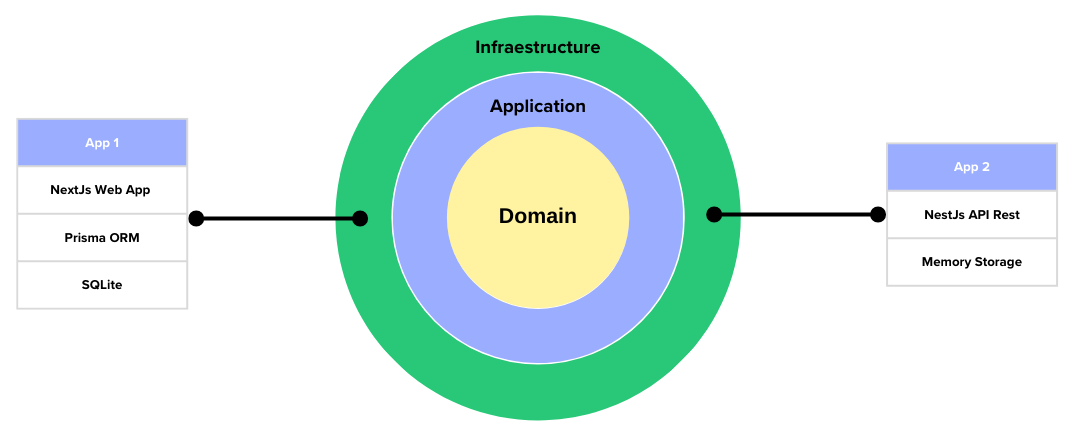 Infraestructure
Application
Domain
App 1
NextJs Web App
Prisma ORM
SQLite
App 2
NestJs API Rest
Memory Storage